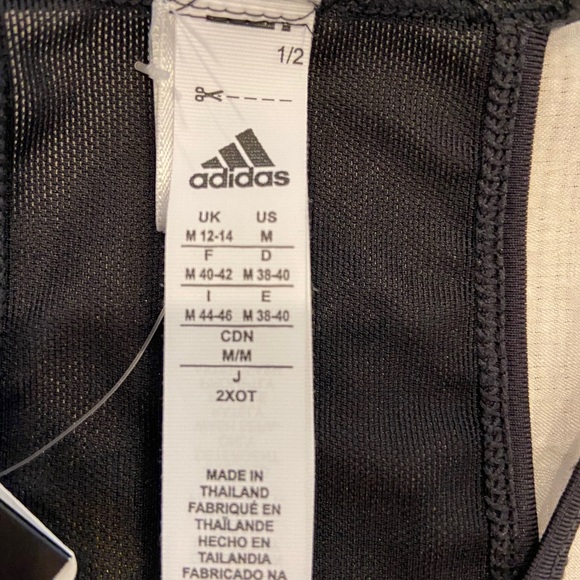 1/2
adidas
UK US
M 12-14 M
F D
M 40-42 M 38-40
I E
M 44-46 M 38-40
CDN
M/M
J
2XOT
MADE IN
THAILAND
FABRIQUÉ EN
THAÏLANDE
HECHO EN
TAILANDIA
FABRICADO NA